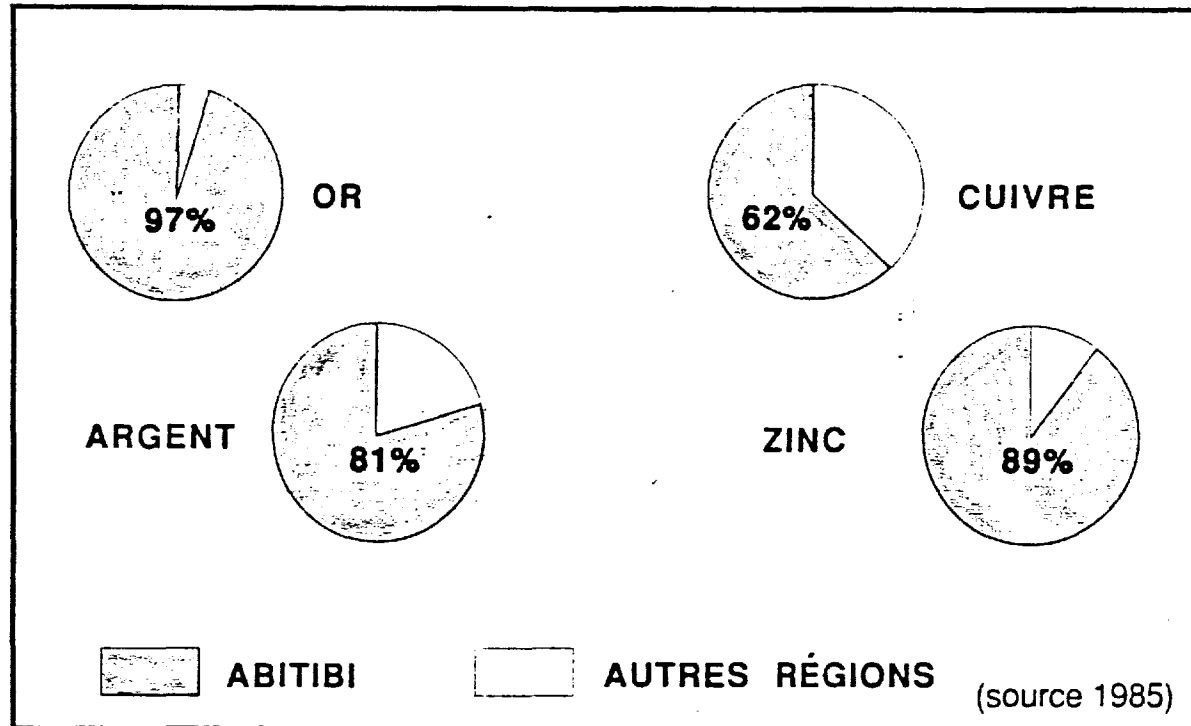 OR
97%
CUIVRE
62%
ARGENT
81%
ZINC
89%
ABITIBI
AUTRES RÉGIONS
(source 1985)